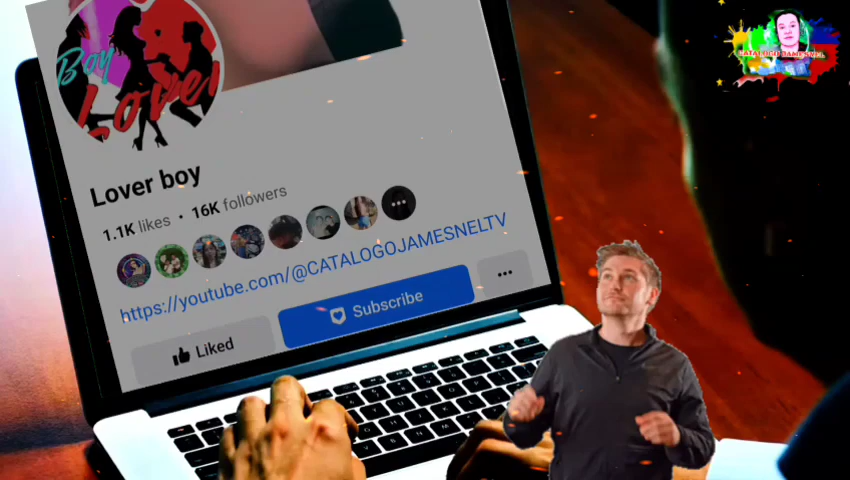 Boy
Lover
Lover boy
1.1K likes • 16K followers
https://youtube.com/@CATALOGOJAMESNELTV
Subscribe
Liked